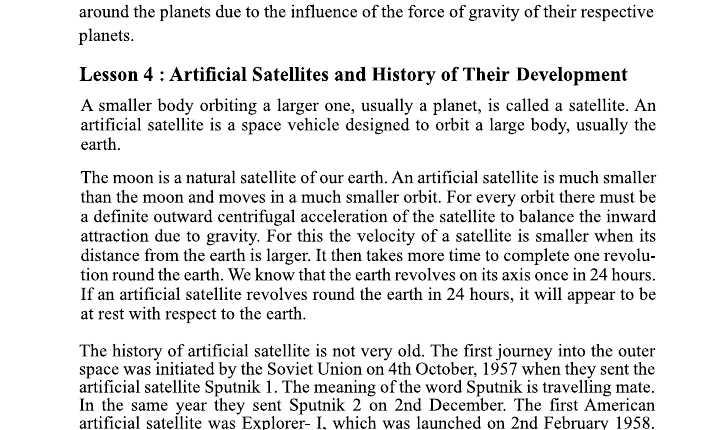 around the planets due to the influence of the force of gravity of their respective
planets.
Lesson 4 : Artificial Satellites and History of Their Development
A smaller body orbiting a larger one, usually a planet, is called a satellite. An
artificial satellite is a space vehicle designed to orbit a large body, usually the
earth.
The moon is a natural satellite of our earth. An artificial satellite is much smaller
than the moon and moves in a much smaller orbit. For every orbit there must be
a definite outward centrifugal acceleration of the satellite to balance the inward
attraction due to gravity. For this the velocity of a satellite is smaller when its
distance from the earth is larger. It then takes more time to complete one revolu-
tion round the earth. We know that the earth revolves on its axis once in 24 hours.
If an artificial satellite revolves round the earth in 24 hours, it will appear to be
at rest with respect to the earth.
The history of artificial satellite is not very old. The first journey into the outer
space was initiated by the Soviet Union on 4th October, 1957 when they sent the
artificial satellite Sputnik 1. The meaning of the word Sputnik is travelling mate.
In the same year they sent Sputnik 2 on 2nd December. The first American
artificial satellite was Explorer- I, which was launched on 2nd February 1958.